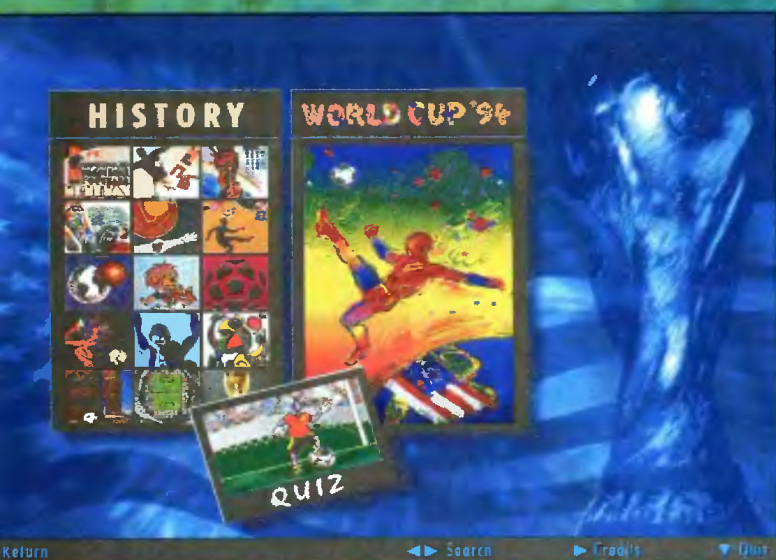 HISTORY
WORLD CUP '94
QUIZ
Return
Search
Credits
Quit